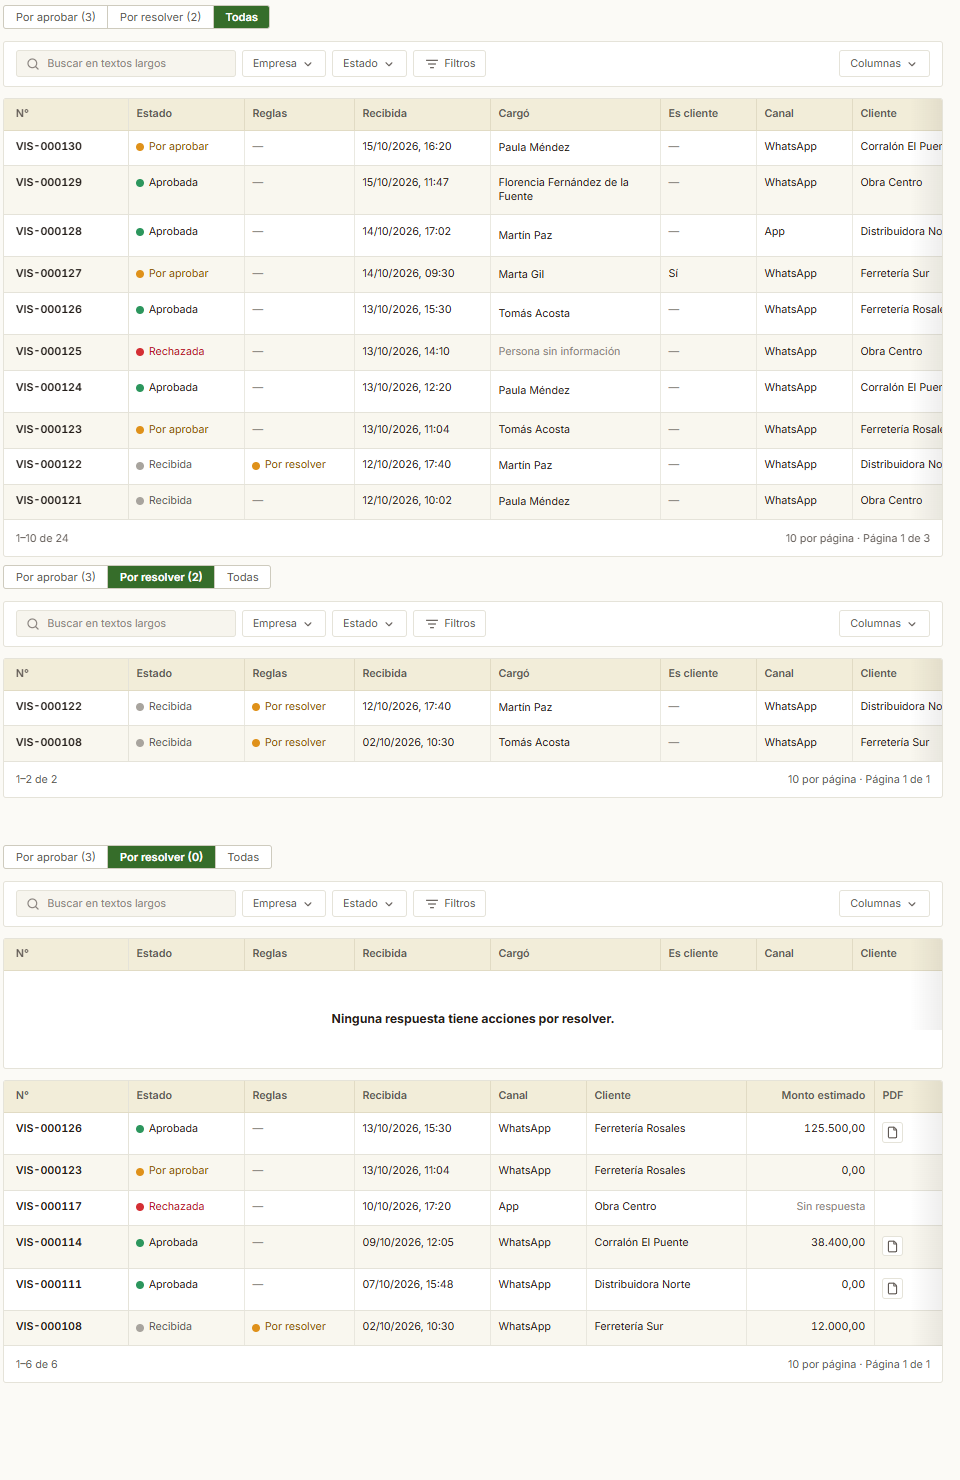 Por aprobar (3) Por resolver (2) Todas
Buscar en textos largos Empresa Estado Filtros Columnas
N° Estado Reglas Recibida Cargó Es cliente Canal Cliente
VIS-000130 Por aprobar — 15/10/2026, 16:20 Paula Méndez — WhatsApp Corralón El Puen
VIS-000129 Aprobada — 15/10/2026, 11:47 Florencia Fernández de la — WhatsApp Obra Centro
Fuente
VIS-000128 Aprobada — 14/10/2026, 17:02 Martín Paz — App Distribuidora No
VIS-000127 Por aprobar — 14/10/2026, 09:30 Marta Gil Sí WhatsApp Ferretería Sur
VIS-000126 Aprobada — 13/10/2026, 15:30 Tomás Acosta — WhatsApp Ferretería Rosale
VIS-000125 Rechazada — 13/10/2026, 14:10 Persona sin información — WhatsApp Obra Centro
VIS-000124 Aprobada — 13/10/2026, 12:20 Paula Méndez — WhatsApp Corralón El Puen
VIS-000123 Por aprobar — 13/10/2026, 11:04 Tomás Acosta — WhatsApp Ferretería Rosale
VIS-000122 Recibida Por resolver 12/10/2026, 17:40 Martín Paz — WhatsApp Distribuidora No
VIS-000121 Recibida — 12/10/2026, 10:02 Paula Méndez — WhatsApp Obra Centro
1–10 de 24 10 por página · Página 1 de 3
Por aprobar (3) Por resolver (2) Todas
Buscar en textos largos Empresa Estado Filtros Columnas
N° Estado Reglas Recibida Cargó Es cliente Canal Cliente
VIS-000122 Recibida Por resolver 12/10/2026, 17:40 Martín Paz — WhatsApp Distribuidora No
VIS-000108 Recibida Por resolver 02/10/2026, 10:30 Tomás Acosta — WhatsApp Ferretería Sur
1–2 de 2 10 por página · Página 1 de 1
Por aprobar (3) Por resolver (0) Todas
Buscar en textos largos Empresa Estado Filtros Columnas
N° Estado Reglas Recibida Cargó Es cliente Canal Cliente
Ninguna respuesta tiene acciones por resolver.
N° Estado Reglas Recibida Canal Cliente Monto estimado PDF
VIS-000126 Aprobada — 13/10/2026, 15:30 WhatsApp Ferretería Rosales 125.500,00
VIS-000123 Por aprobar — 13/10/2026, 11:04 WhatsApp Ferretería Rosales 0,00
VIS-000117 Rechazada — 10/10/2026, 17:20 App Obra Centro Sin respuesta
VIS-000114 Aprobada — 09/10/2026, 12:05 WhatsApp Corralón El Puente 38.400,00
VIS-000111 Aprobada — 07/10/2026, 15:48 WhatsApp Distribuidora Norte 0,00
VIS-000108 Recibida Por resolver 02/10/2026, 10:30 WhatsApp Ferretería Sur 12.000,00
1–6 de 6 10 por página · Página 1 de 1